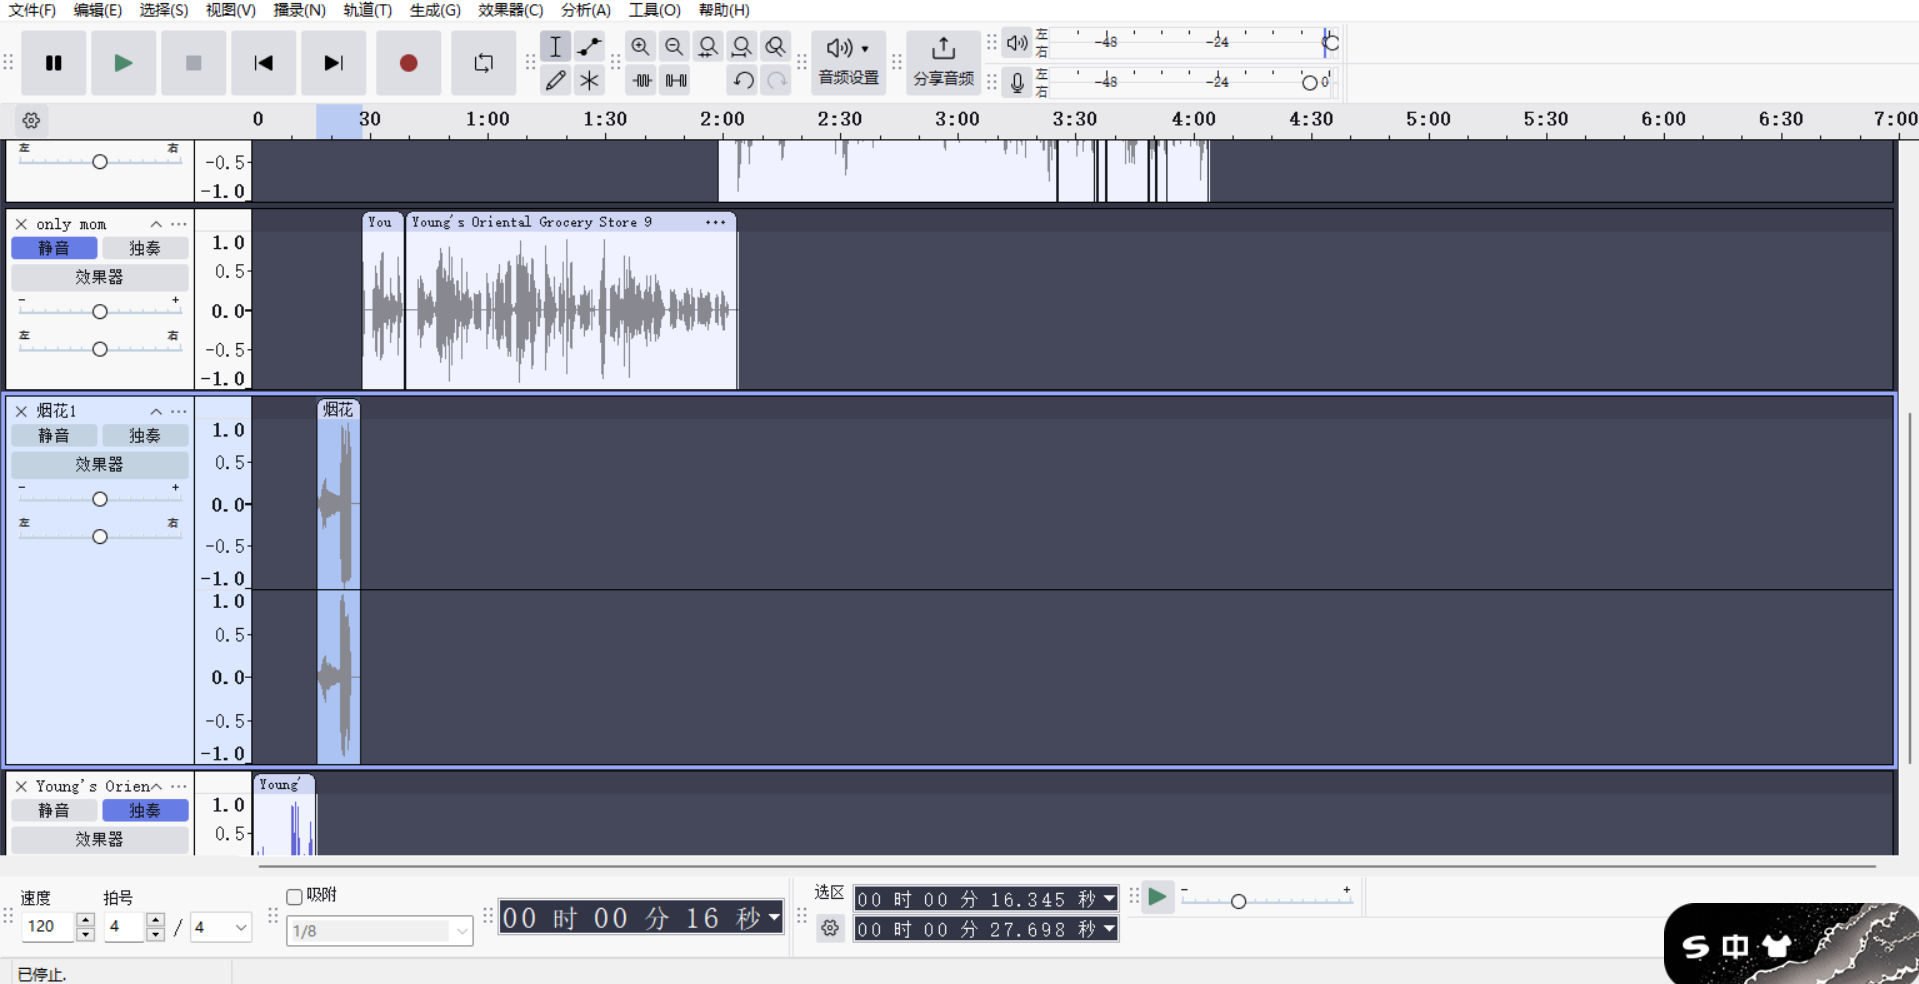 文件(F) 编辑(E) 选择(S) 视图(V) 播录(N) 轨道(T) 生成(G) 效果器(C) 分析(A) 工具(O) 帮助(H)
音频设置 分享音频
左 右 -48 -24 0
左 右 -48 -24 0
0 30 1:00 1:30 2:00 2:30 3:00 3:30 4:00 4:30 5:00 5:30 6:00 6:30 7:00
左 右 -0.5
-1.0
only mom You Young's Oriental Grocery Store 9 ...
静音 独奏 1.0
效果器 0.5
- + 0.0
左 右 -0.5
-1.0
烟花1 烟花
静音 独奏 1.0
效果器 0.5
- + 0.0
左 右 -0.5
-1.0
1.0
0.5
0.0
-0.5
-1.0
Young's Orien Young'
静音 独奏 1.0
效果器 0.5
速度 拍号 吸附
120 4 / 4 1/8
00 时 00 分 16 秒
选区 00 时 00 分 16.345 秒
00 时 00 分 27.698 秒
- +
S 中
已停止.